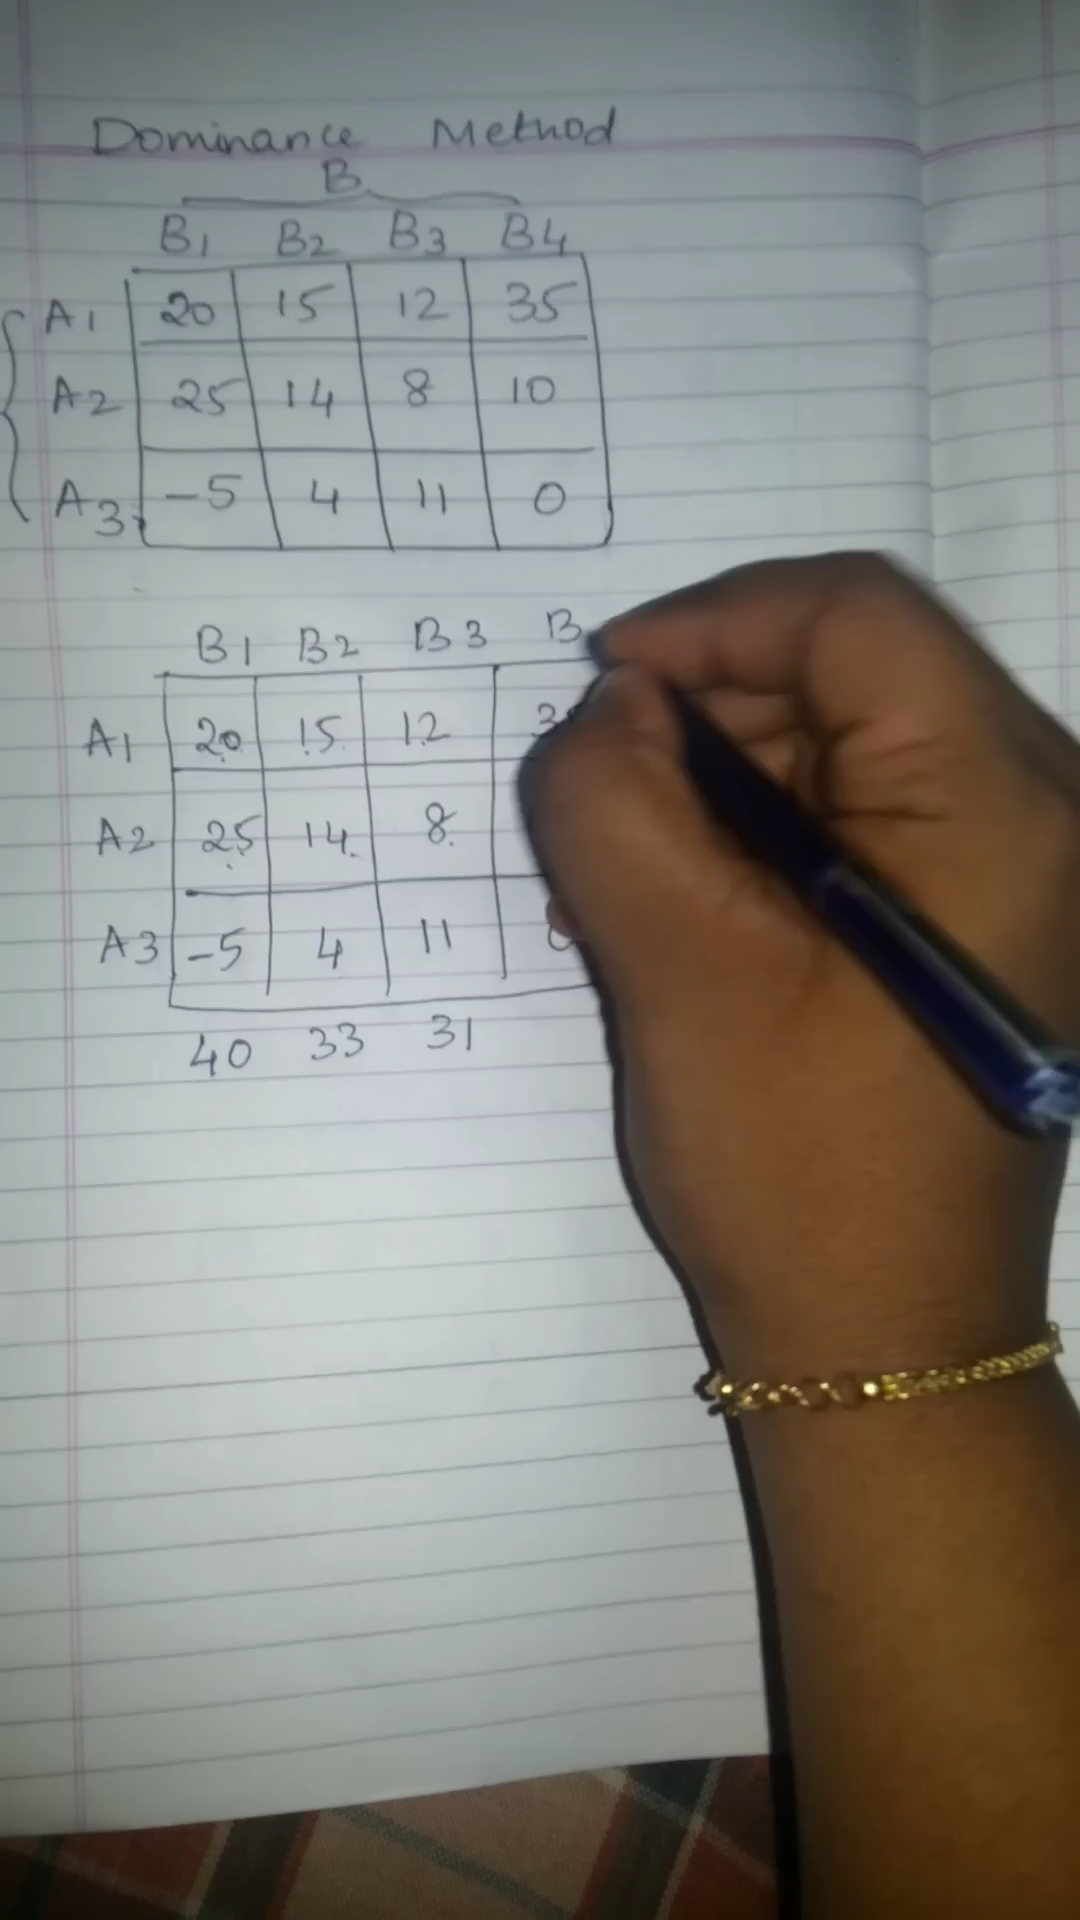 Dominance Method
B
B1 B2 B3 B4
A1 20 15 12 35
A2 25 14 8 10
A3 -5 4 11 0
B1 B2 B3 B
A1 20 15 12
A2 25 14 8
A3 -5 4 11
40 33 31